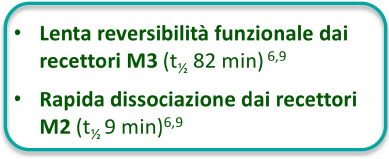 • Lenta reversibilità funzionale dai
recettori M3 (t½ 82 min) 6,9
• Rapida dissociazione dai recettori
M2 (t½ 9 min)6,9